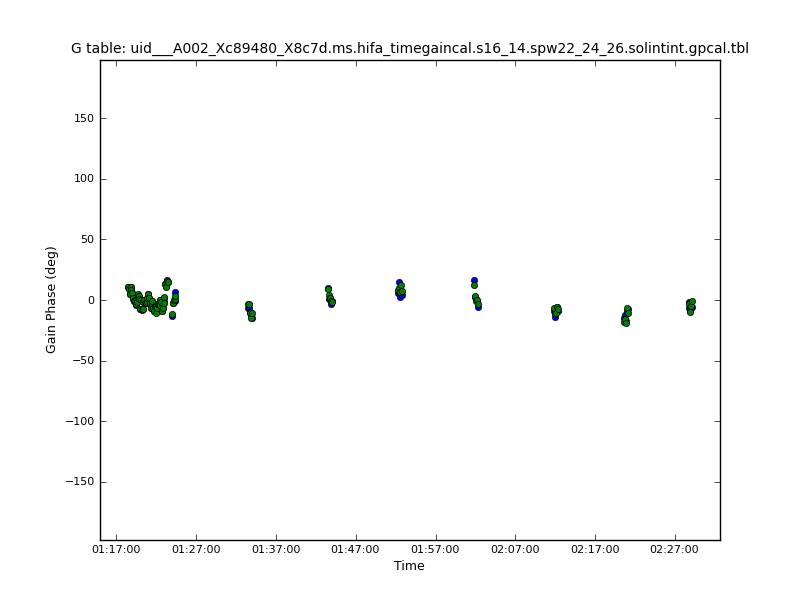 G table: uid___A002_Xc89480_X8c7d.ms.hifa_timegaincal.s16_14.spw22_24_26.solintint.gpcal.tbl
Gain Phase (deg)
150
100
50
0
−50
−100
−150
01:17:00 01:27:00 01:37:00 01:47:00 01:57:00 02:07:00 02:17:00 02:27:00
Time